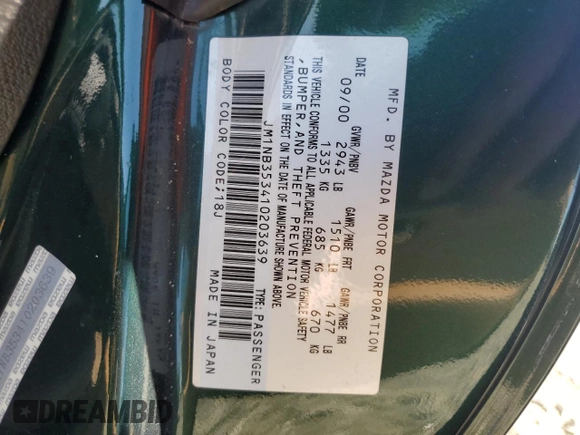 MFD. BY MAZDA MOTOR CORPORATION
DATE GVWR/PNBV GAWR/PNBE FRT GAWR/PNBE RR
09/00 2943 LB 1510 LB 1477 LB
1335 KG 685 KG 670 KG
THIS VEHICLE CONFORMS TO ALL APPLICABLE FEDERAL MOTOR VEHICLE SAFETY
, BUMPER, AND THEFT PREVENTION
STANDARDS IN EFFECT ON THE DATE OF MANUFACTURE SHOWN ABOVE.
JM1NB353410203639 TYPE: PASSENGER
BODY COLOR CODE/18J MADE IN JAPAN
DREAMBID